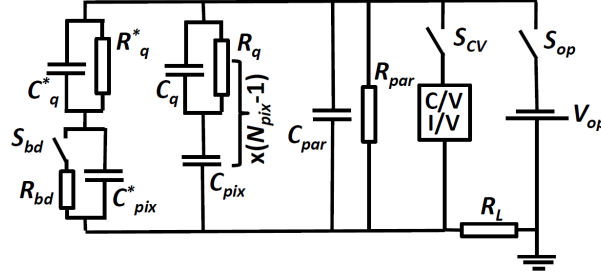 R*q
C*q
Sbd
Rbd
C*pix
Rq
Cq
Cpix
x(Npix-1)
Cpar
Rpar
SCV
C/V
I/V
Sop
Vop
RL